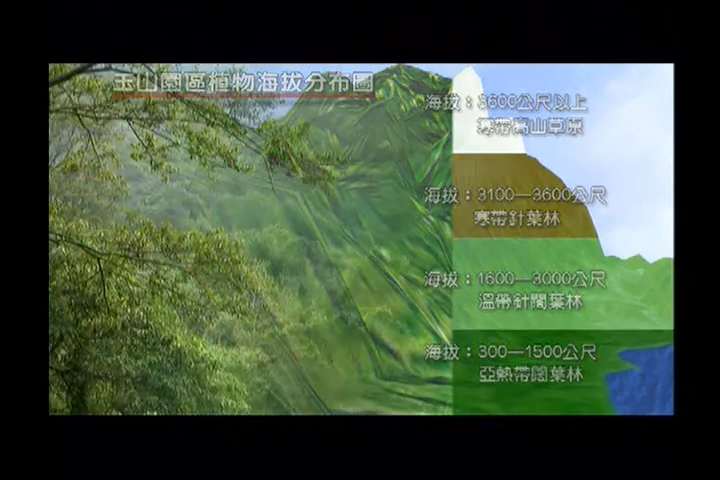 玉山園區植物海拔分布圖
海拔：3600公尺以上
寒帶高山草原
海拔：3100—3600公尺
寒帶針葉林
海拔：1600—3000公尺
溫帶針闊葉林
海拔：300—1500公尺
亞熱帶闊葉林